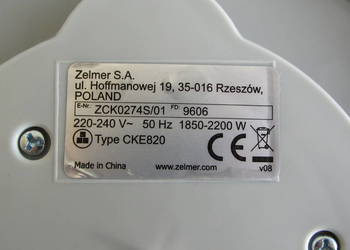 Zelmer S.A.
ul. Hoffmanowej 19, 35-016 Rzeszów,
POLAND
E-Nr. ZCK0274S/01 FD: 9606
220-240 V~ 50 Hz 1850-2200 W
Type CKE820 CE
Made in China www.zelmer.com v08